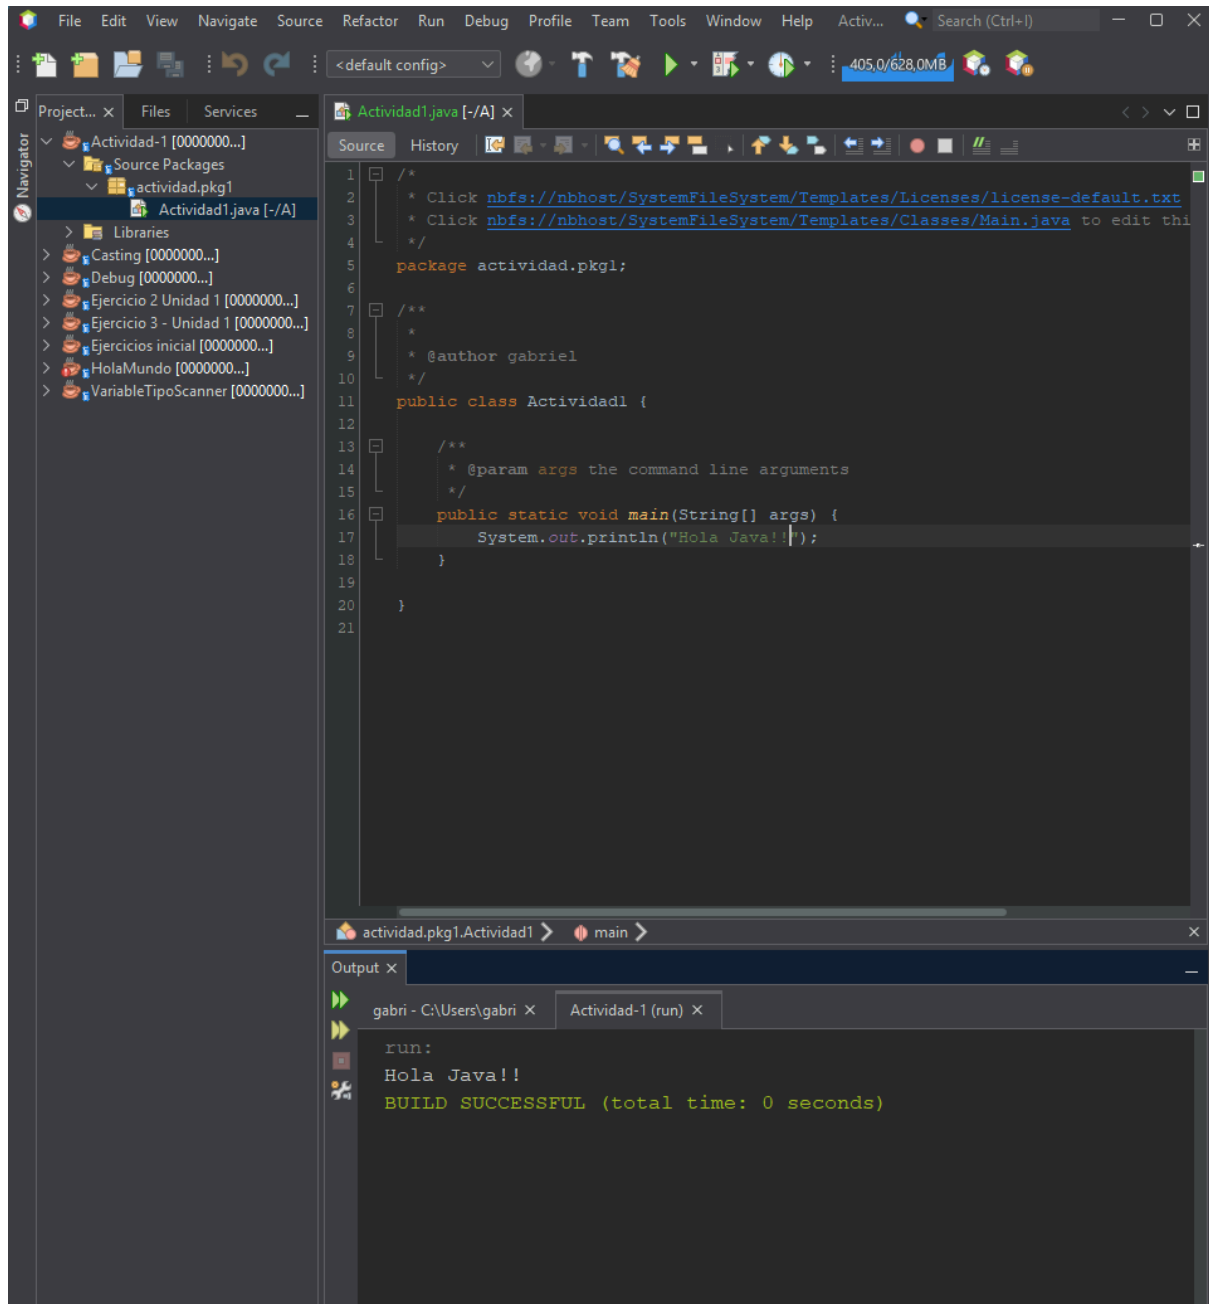 File Edit View Navigate Source Refactor Run Debug Profile Team Tools Window Help Activ... Search (Ctrl+I)
<default config> 405,0/628,0MB
Project... Files Services
Navigator
Actividad-1 [0000000...]
Source Packages
actividad.pkg1
Actividad1.java [-/A]
Libraries
Casting [0000000...]
Debug [0000000...]
Ejercicio 2 Unidad 1 [0000000...]
Ejercicio 3 - Unidad 1 [0000000...]
Ejercicios inicial [0000000...]
HolaMundo [0000000...]
VariableTipoScanner [0000000...]
Actividad1.java [-/A]
Source History
1 /*
2 * Click nbfs://nbhost/SystemFileSystem/Templates/Licenses/license-default.txt
3 * Click nbfs://nbhost/SystemFileSystem/Templates/Classes/Main.java to edit thi
4 */
5 package actividad.pkg1;
6
7 /**
8 *
9 * @author gabriel
10 */
11 public class Actividad1 {
12
13 /**
14 * @param args the command line arguments
15 */
16 public static void main(String[] args) {
17 System.out.println("Hola Java!!");
18 }
19
20 }
21
actividad.pkg1.Actividad1 main
Output
gabri - C:\Users\gabri Actividad-1 (run)
run:
Hola Java!!
BUILD SUCCESSFUL (total time: 0 seconds)